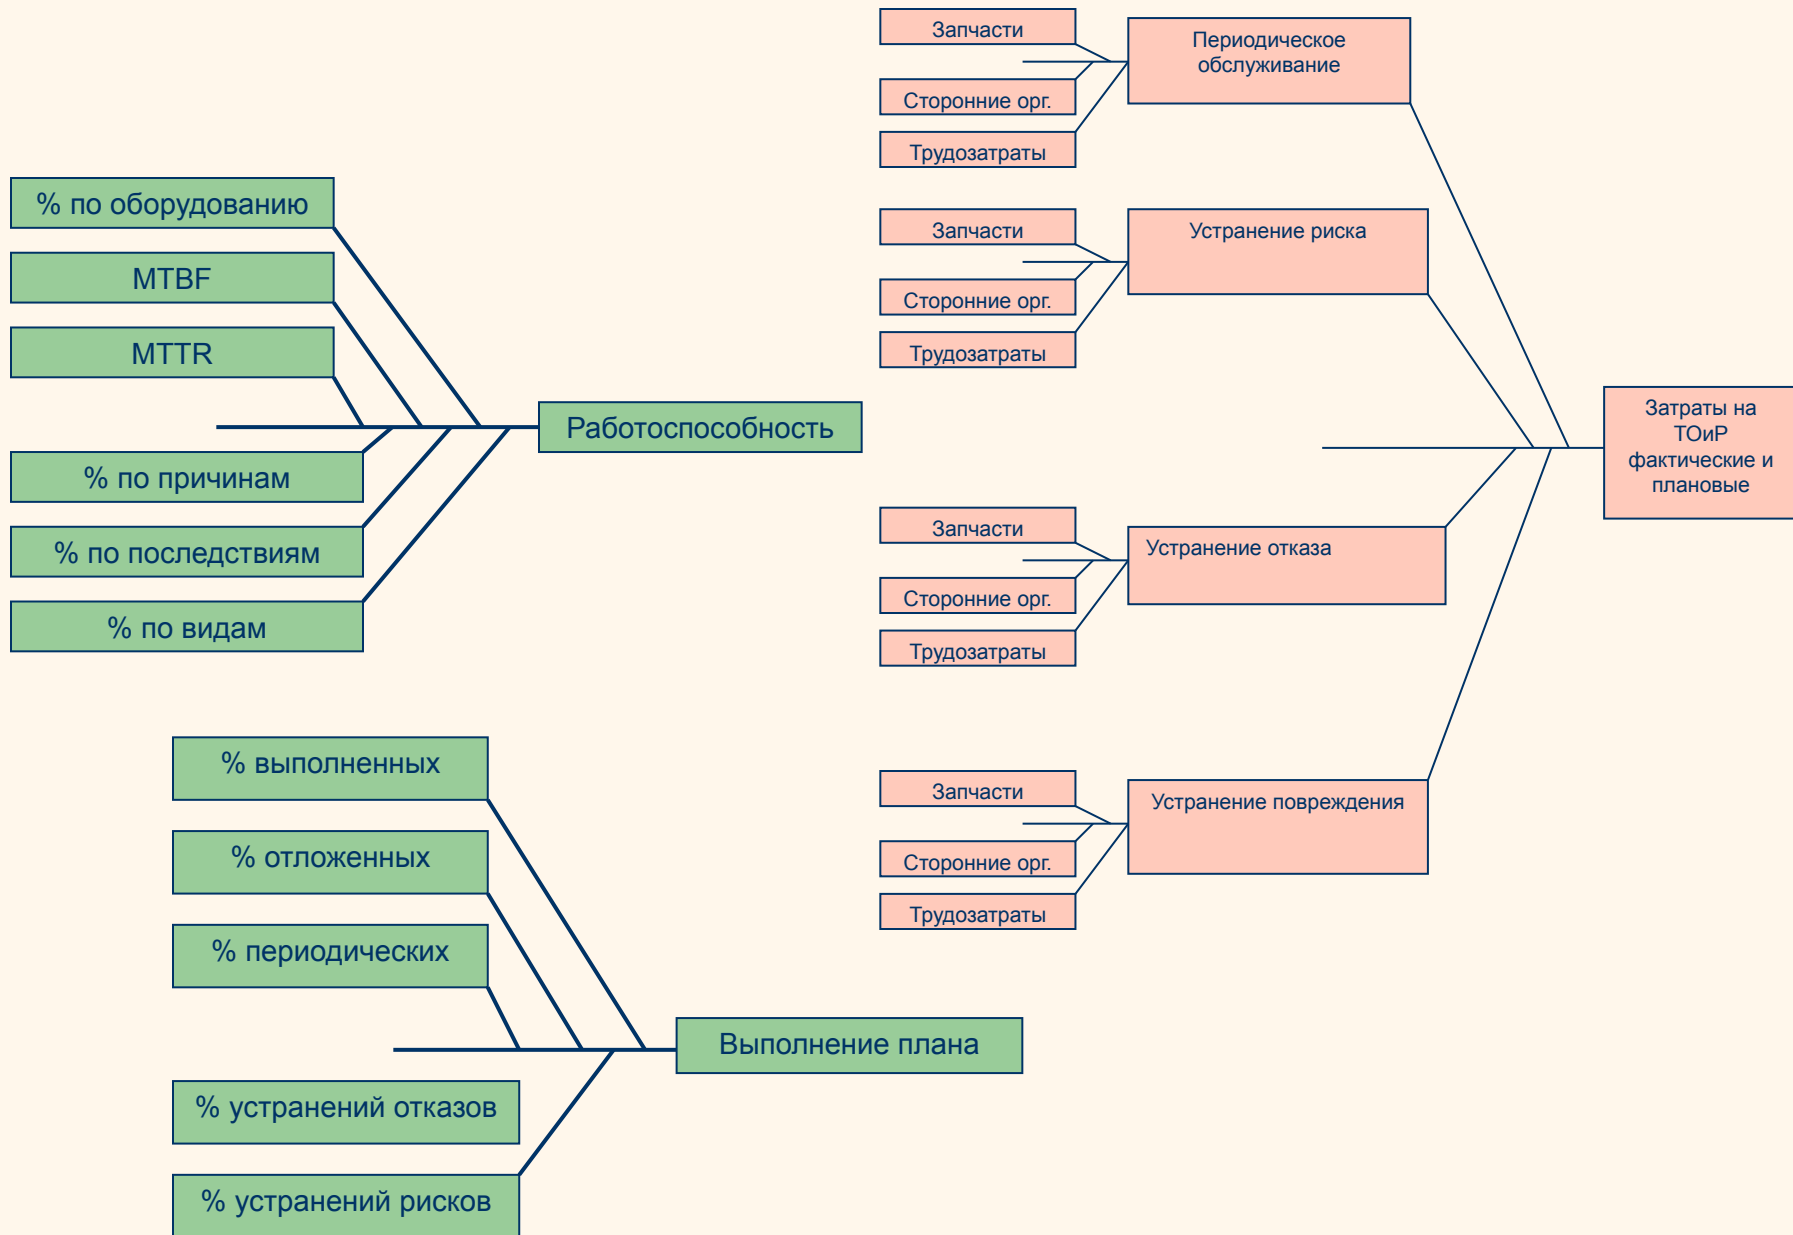 % по оборудованию
MTBF
MTTR
% по причинам
% по последствиям
% по видам
Работоспособность
% выполненных
% отложенных
% периодических
% устранений отказов
% устранений рисков
Выполнение плана
Запчасти
Сторонние орг.
Трудозатраты
Периодическое
обслуживание
Запчасти
Сторонние орг.
Трудозатраты
Устранение риска
Запчасти
Сторонние орг.
Трудозатраты
Устранение отказа
Запчасти
Сторонние орг.
Трудозатраты
Устранение повреждения
Затраты на
ТОиР
фактические и
плановые